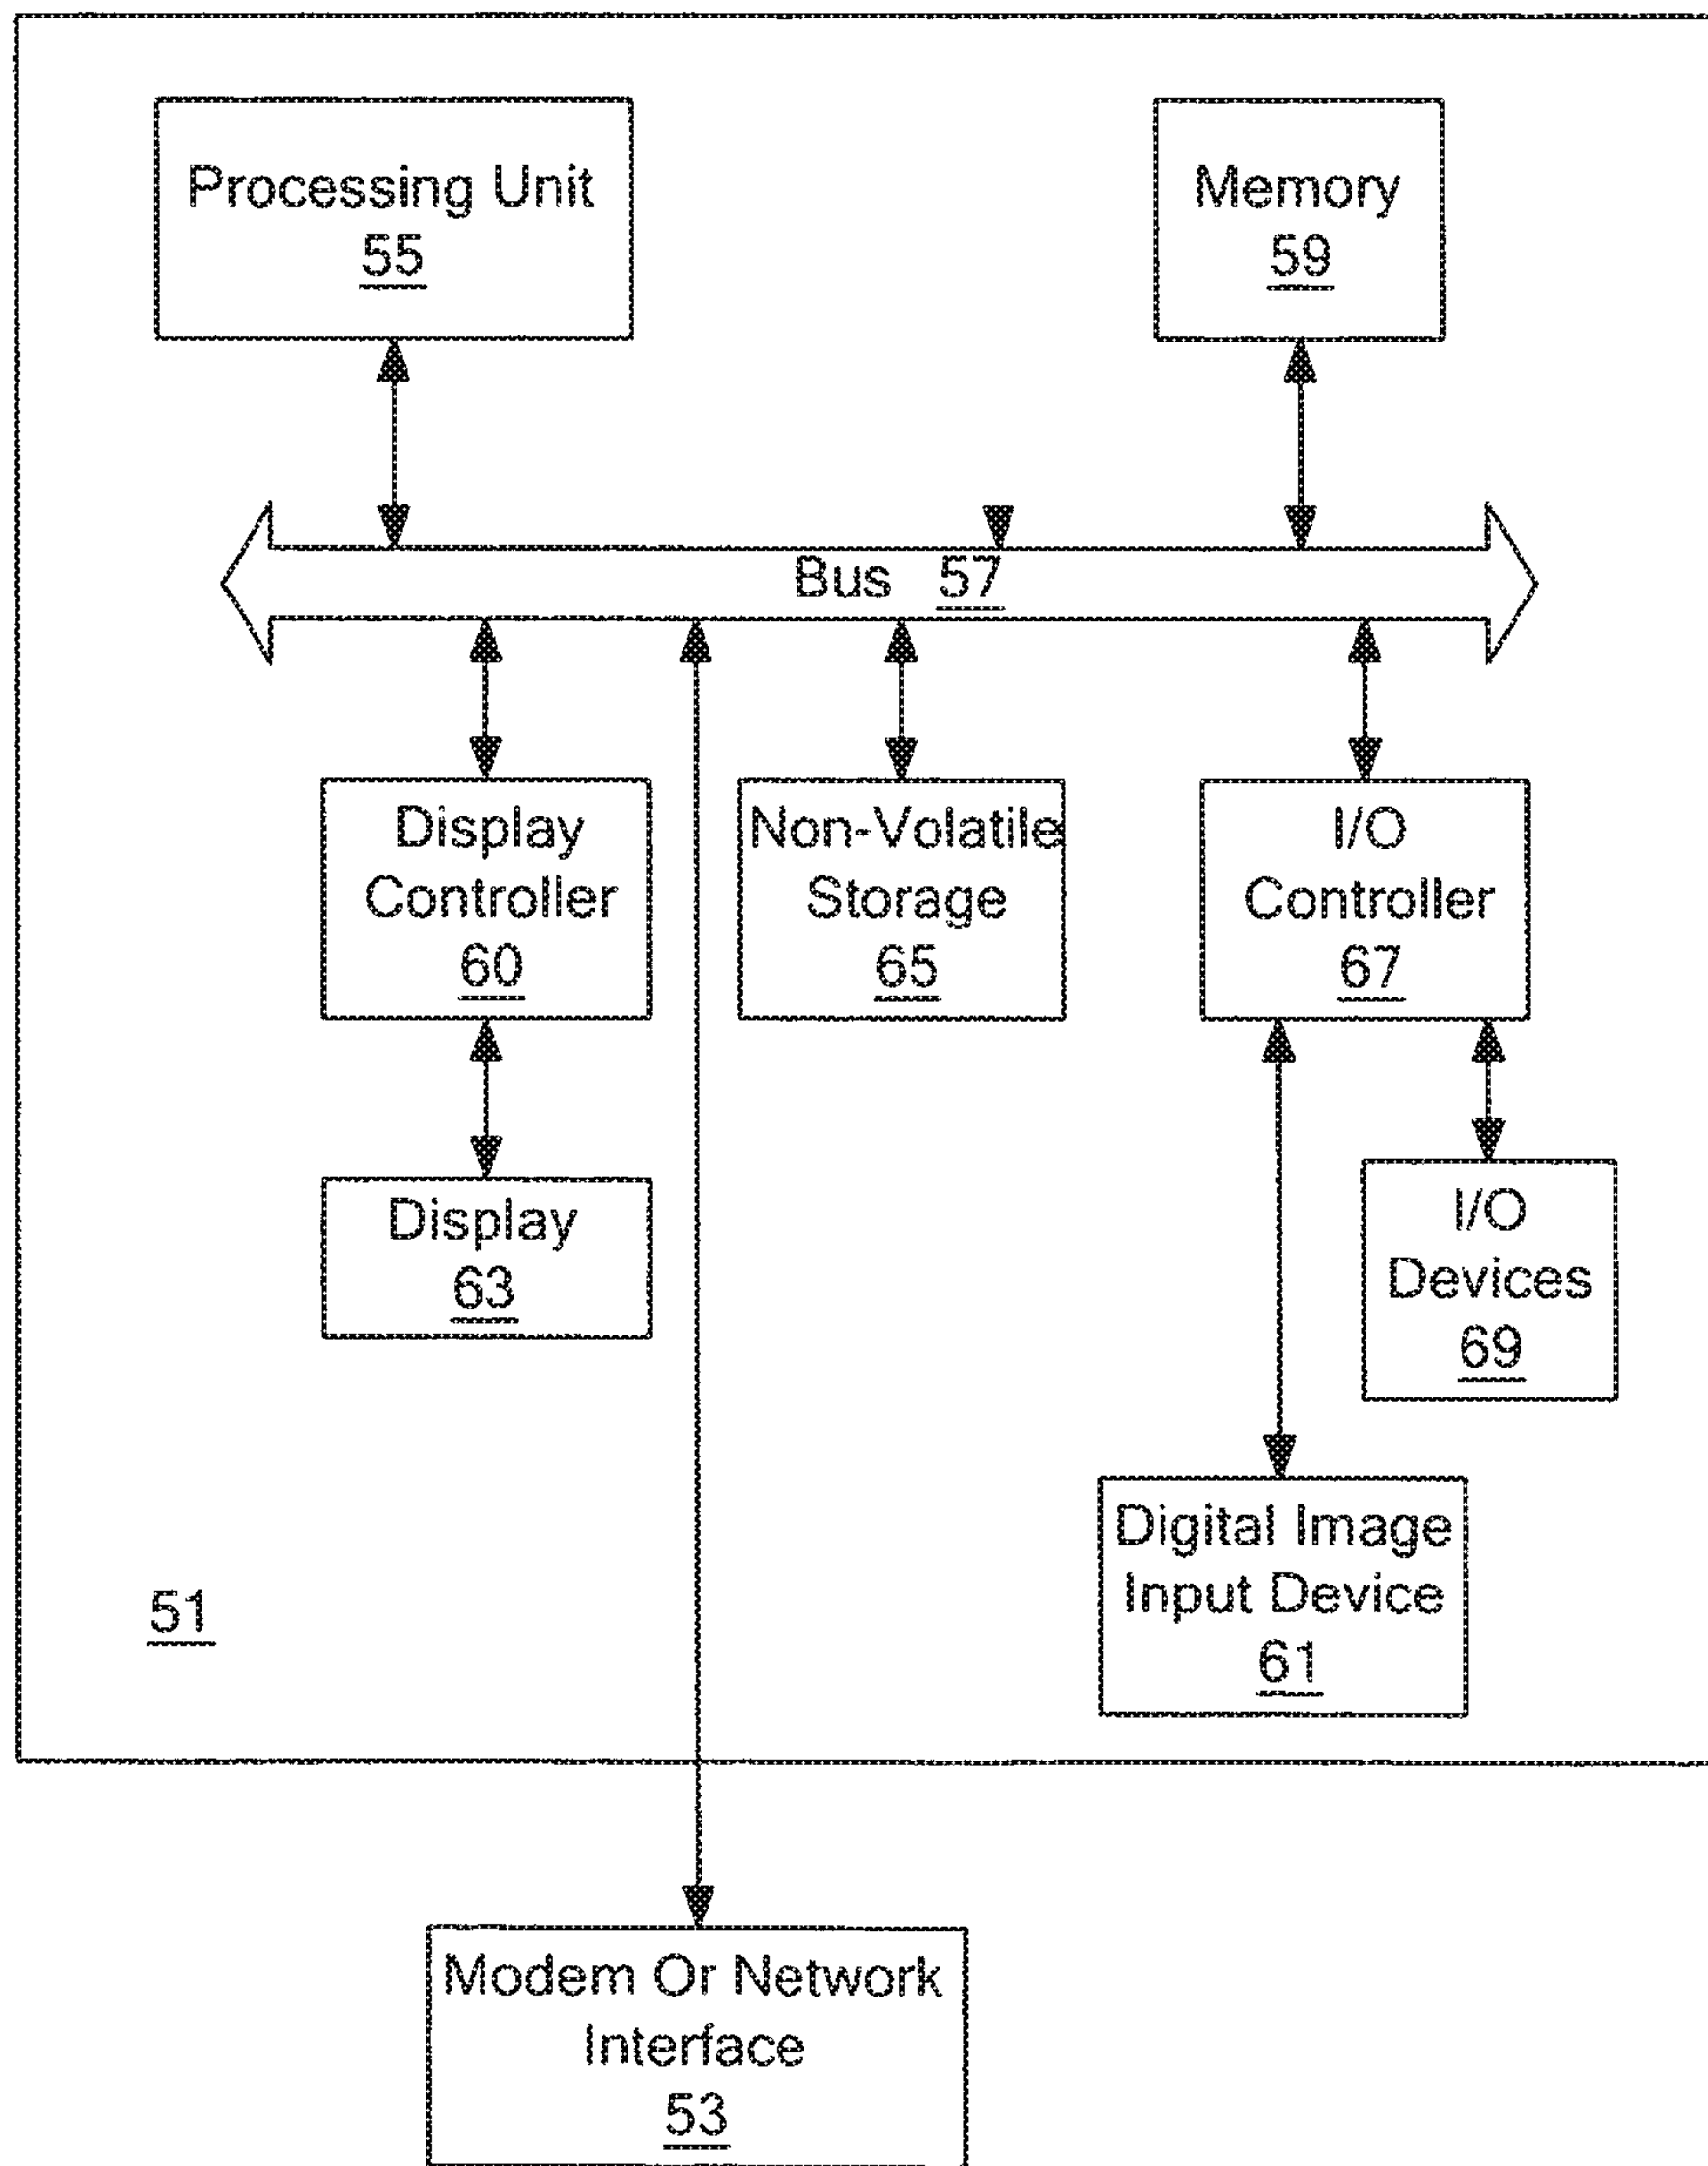 Processing Unit
55
Memory
59
Bus 57
Display
Controller
60
Non-Volatile
Storage
65
I/O
Controller
67
Display
63
I/O
Devices
69
Digital Image
Input Device
61
51
Modem Or Network
Interface
53